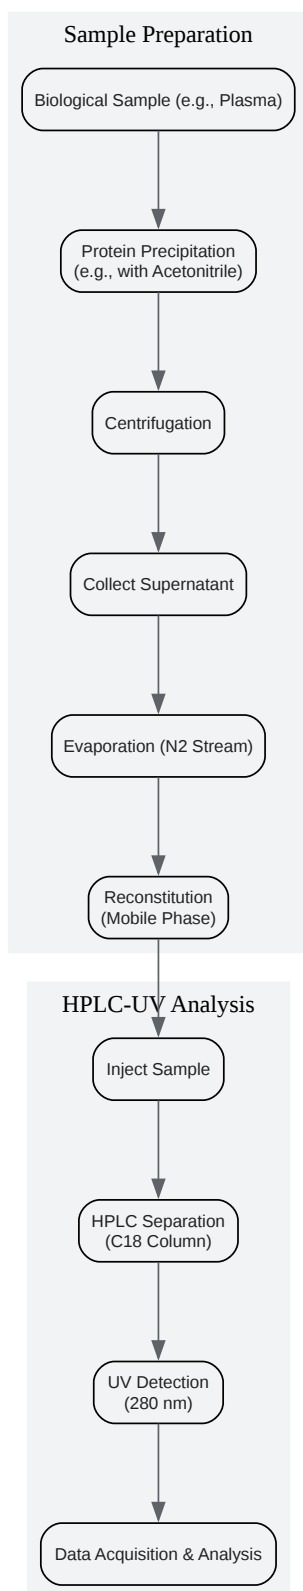 Sample Preparation
Biological Sample (e.g., Plasma)
Protein Precipitation
(e.g., with Acetonitrile)
Centrifugation
Collect Supernatant
Evaporation (N2 Stream)
Reconstitution
(Mobile Phase)
HPLC-UV Analysis
Inject Sample
HPLC Separation
(C18 Column)
UV Detection
(280 nm)
Data Acquisition & Analysis